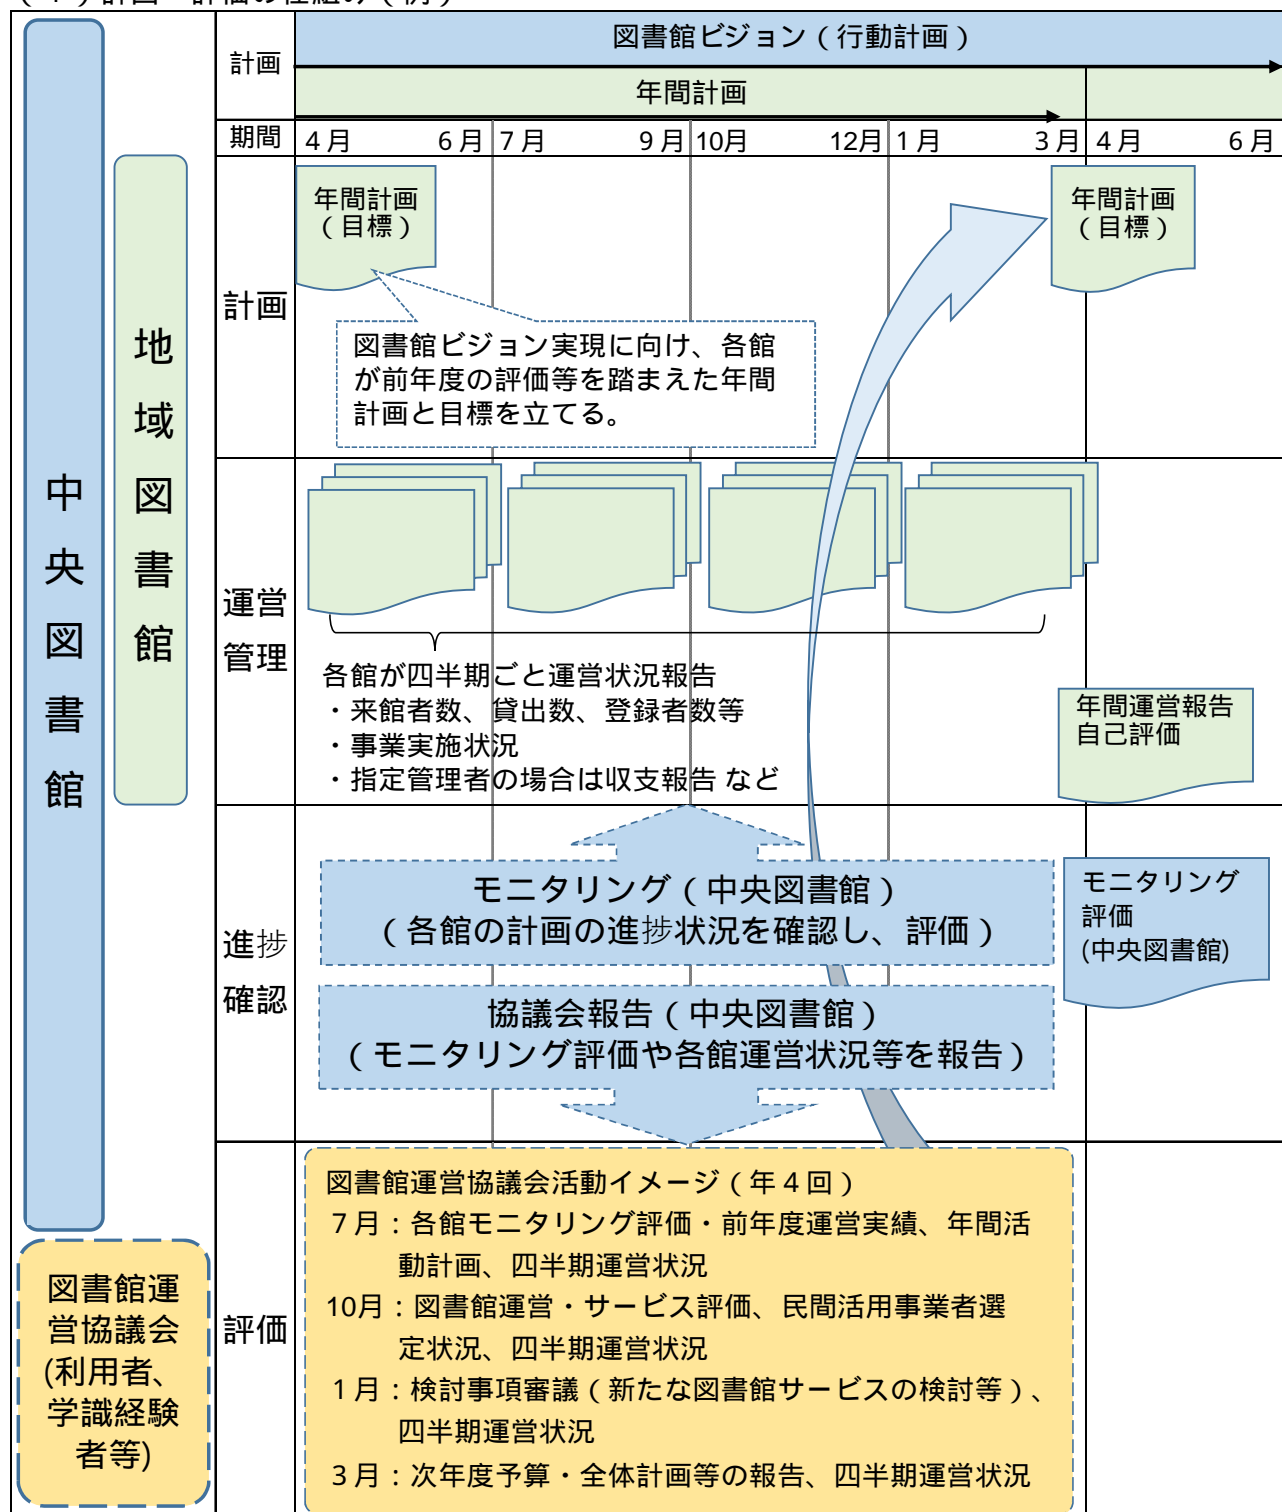 計画
図書館ビジョン（行動計画）
年間計画
期間
4月 6月 7月 9月 10月 12月 1月 3月 4月 6月
中央図書館
地域図書館
計画
年間計画
（目標）
年間計画
（目標）
図書館ビジョン実現に向け、各館
が前年度の評価等を踏まえた年間
計画と目標を立てる。
運営
管理
各館が四半期ごと運営状況報告
・来館者数、貸出数、登録者数等
・事業実施状況
・指定管理者の場合は収支報告 など
年間運営報告
自己評価
進捗
確認
モニタリング（中央図書館）
（各館の計画の進捗状況を確認し、評価）
協議会報告（中央図書館）
（モニタリング評価や各館運営状況等を報告）
モニタリング
評価
(中央図書館)
図書館運
営協議会
(利用者、
学識経験
者等)
評価
図書館運営協議会活動イメージ（年４回）
7月：各館モニタリング評価・前年度運営実績、年間活
動計画、四半期運営状況
10月：図書館運営・サービス評価、民間活用事業者選
定状況、四半期運営状況
1月：検討事項審議（新たな図書館サービスの検討等）、
四半期運営状況
3月：次年度予算・全体計画等の報告、四半期運営状況